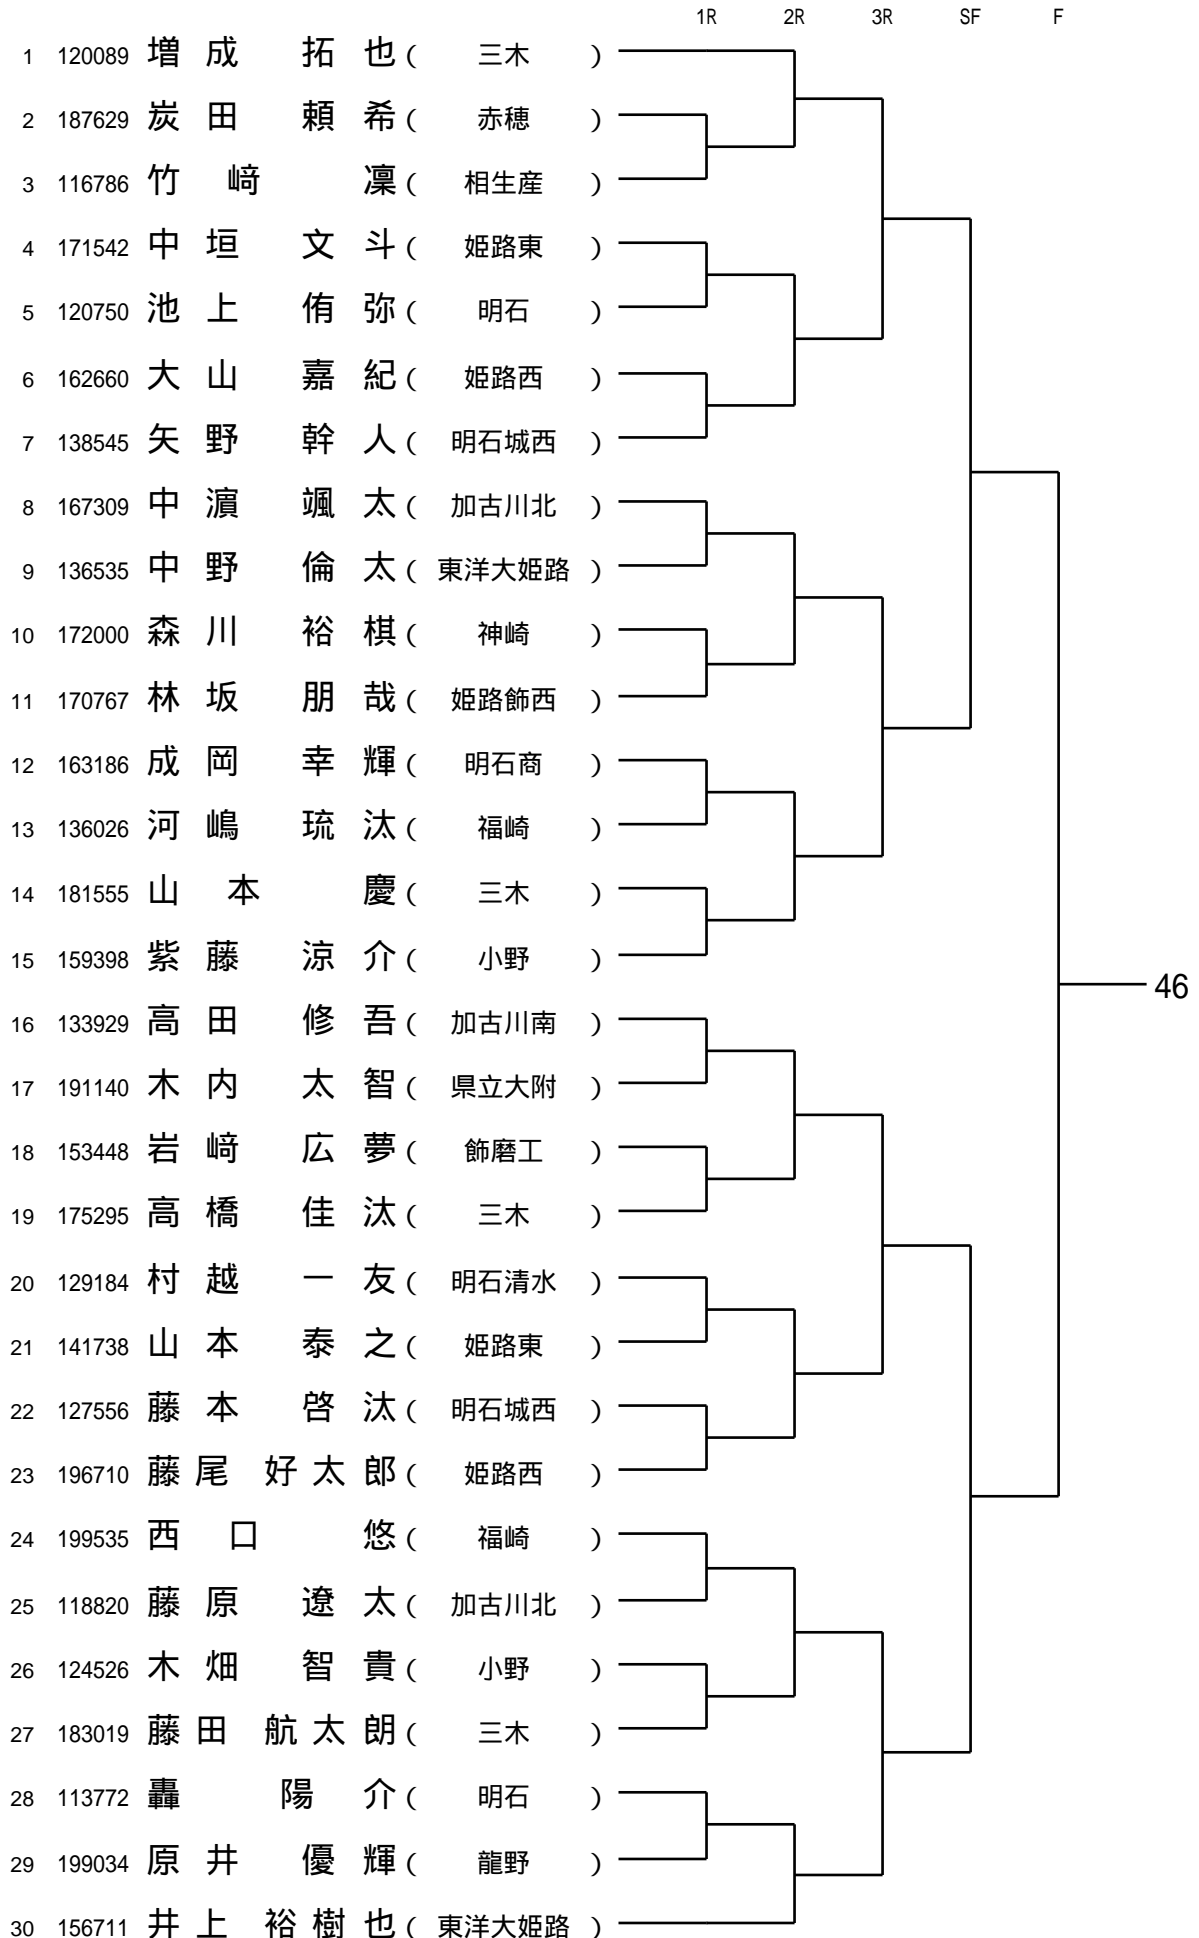 1R 2R 3R SF F
1 120089 増成 拓也 ( 三木 )
2 187629 炭田 頼希 ( 赤穂 )
3 116786 竹﨑 凜 ( 相生産 )
4 171542 中垣 文斗 ( 姫路東 )
5 120750 池上 侑弥 ( 明石 )
6 162660 大山 嘉紀 ( 姫路西 )
7 138545 矢野 幹人 ( 明石城西 )
8 167309 中濵 颯太 ( 加古川北 )
9 136535 中野 倫太 ( 東洋大姫路 )
10 172000 森川 裕棋 ( 神崎 )
11 170767 林坂 朋哉 ( 姫路飾西 )
12 163186 成岡 幸輝 ( 明石商 )
13 136026 河嶋 琉汰 ( 福崎 )
14 181555 山本 慶 ( 三木 )
15 159398 紫藤 涼介 ( 小野 )
46
16 133929 高田 修吾 ( 加古川南 )
17 191140 木内 太智 ( 県立大附 )
18 153448 岩﨑 広夢 ( 飾磨工 )
19 175295 高橋 佳汰 ( 三木 )
20 129184 村越 一友 ( 明石清水 )
21 141738 山本 泰之 ( 姫路東 )
22 127556 藤本 啓汰 ( 明石城西 )
23 196710 藤尾 好太郎 ( 姫路西 )
24 199535 西口 悠 ( 福崎 )
25 118820 藤原 遼太 ( 加古川北 )
26 124526 木畑 智貴 ( 小野 )
27 183019 藤田 航太朗 ( 三木 )
28 113772 轟 陽介 ( 明石 )
29 199034 原井 優輝 ( 龍野 )
30 156711 井上 裕樹也 ( 東洋大姫路 )